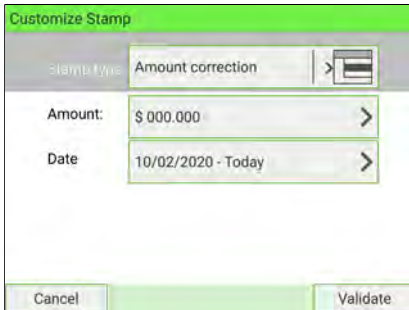 Customize Stamp
Stamp type Amount correction
Amount: $ 000.000
Date 10/02/2020 - Today
Cancel Validate